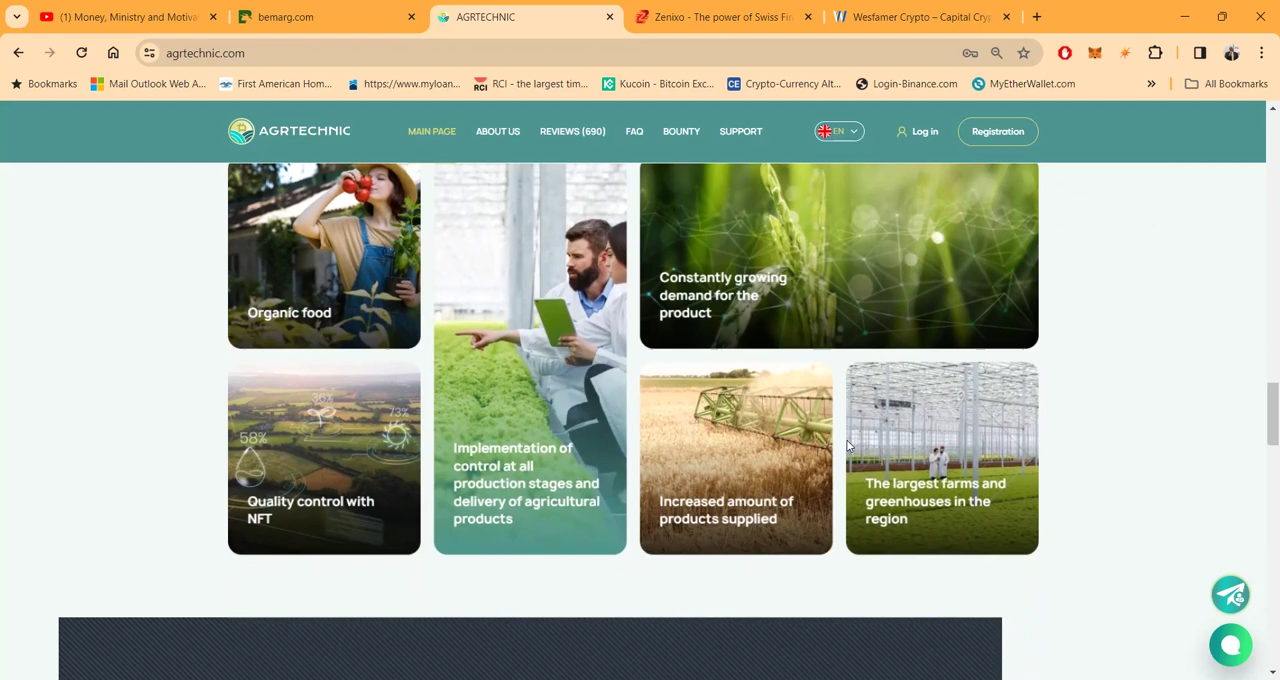 (1) Money, Ministry and Motiva
bemarg.com
AGRTECHNIC
Zenixo - The power of Swiss Fin
Wesfamer Crypto – Capital Cryp
agrtechnic.com
Bookmarks
Mail Outlook Web A...
First American Hom...
https://www.myloan...
RCI
RCI - the largest tim...
Kucoin - Bitcoin Exc...
CE
Crypto-Currency Alt...
Login-Binance.com
MyEtherWallet.com
All Bookmarks
AGRTECHNIC
MAIN PAGE
ABOUT US
REVIEWS (690)
FAQ
BOUNTY
SUPPORT
EN
Log in
Registration
Organic food
Constantly growing
demand for the
product
36%
73%
58%
Quality control with
NFT
Implementation of
control at all
production stages and
delivery of agricultural
products
Increased amount of
products supplied
The largest farms and
greenhouses in the
region